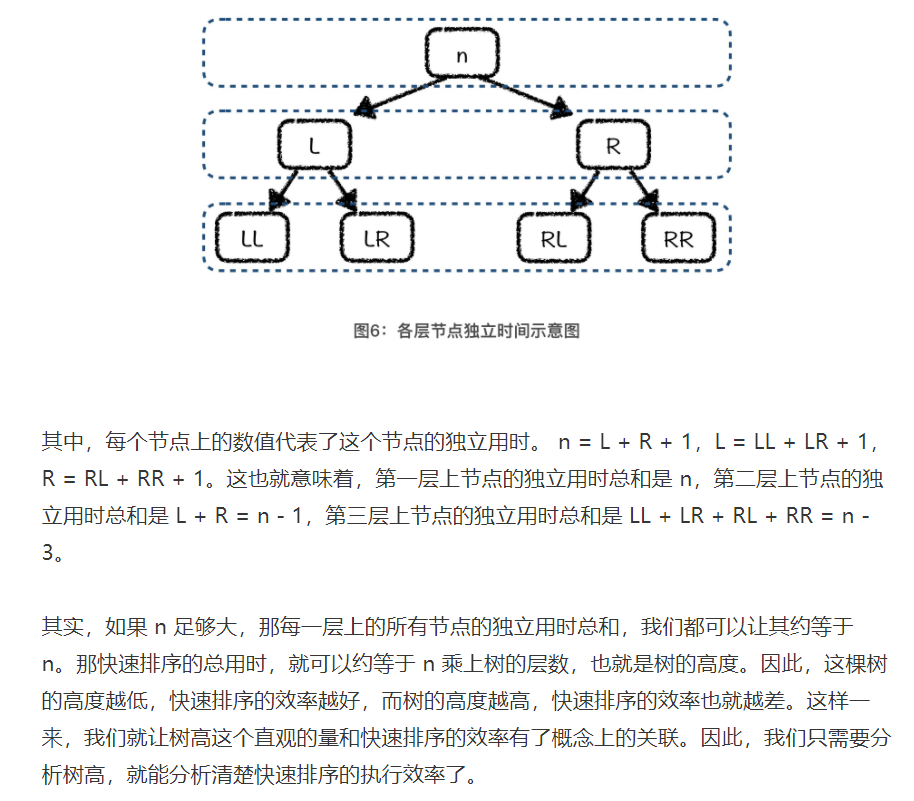 n
L R
LL LR RL RR
图6：各层节点独立时间示意图
其中，每个节点上的数值代表了这个节点的独立用时。 n = L + R + 1，L = LL + LR + 1，
R = RL + RR + 1。这也就意味着，第一层上节点的独立用时总和是 n，第二层上节点的独
立用时总和是 L + R = n - 1，第三层上节点的独立用时总和是 LL + LR + RL + RR = n -
3。
其实，如果 n 足够大，那每一层上的所有节点的独立用时总和，我们都可以让其约等于
n。那快速排序的总用时，就可以约等于 n 乘上树的层数，也就是树的高度。因此，这棵树
的高度越低，快速排序的效率越好，而树的高度越高，快速排序的效率也就越差。这样一
来，我们就让树高这个直观的量和快速排序的效率有了概念上的关联。因此，我们只需要分
析树高，就能分析清楚快速排序的执行效率了。